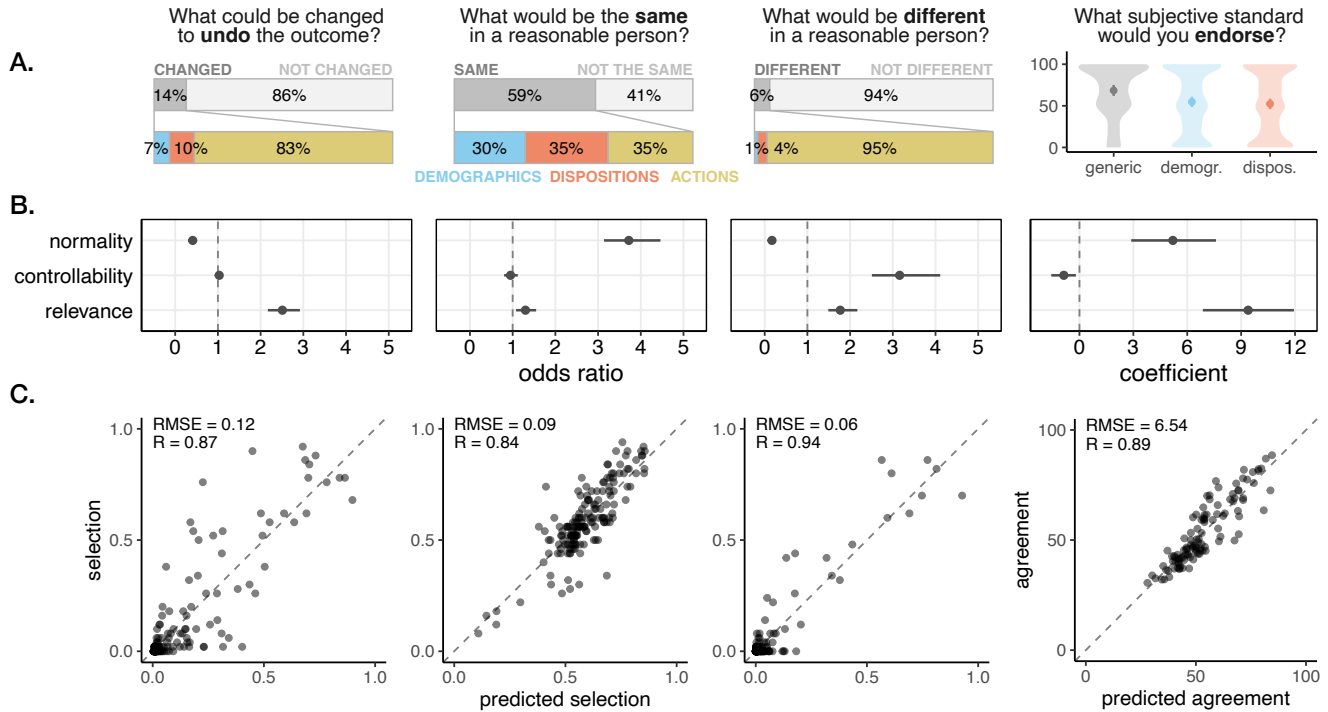 What could be changed
to undo the outcome?
What would be the same
in a reasonable person?
What would be different
in a reasonable person?
What subjective standard
would you endorse?
A.
CHANGED NOT CHANGED
14% 86%
7% 10% 83%
SAME NOT THE SAME
59% 41%
30% 35% 35%
DIFFERENT NOT DIFFERENT
6% 94%
1% 4% 95%
DEMOGRAPHICS DISPOSITIONS ACTIONS
100
50
0
generic demogr. dispos.
B.
normality
controllability
relevance
0 1 2 3 4 5
0 1 2 3 4 5
0 1 2 3 4 5
0 3 6 9 12
odds ratio
coefficient
C.
RMSE = 0.12
R = 0.87
selection
1.0
0.5
0.0
0.0 0.5 1.0
RMSE = 0.09
R = 0.84
1.0
0.5
0.0
0.0 0.5 1.0
predicted selection
RMSE = 0.06
R = 0.94
1.0
0.5
0.0
0.0 0.5 1.0
RMSE = 6.54
R = 0.89
agreement
100
50
0
0 50 100
predicted agreement